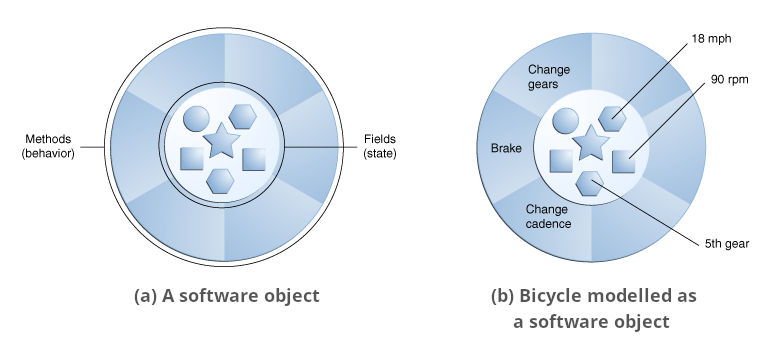 Methods
(behavior)
Fields
(state)
(a) A software object
Change
gears
Brake
Change
cadence
18 mph
90 rpm
5th gear
(b) Bicycle modelled as
a software object